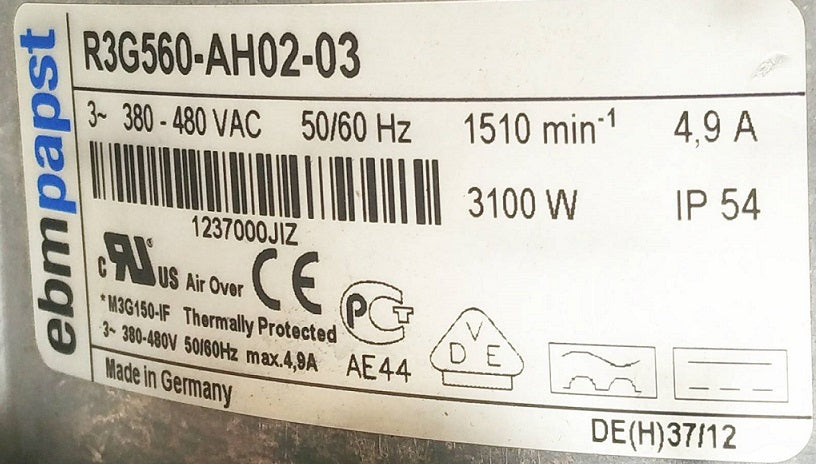 ebmpapst
R3G560-AH02-03
3~ 380 - 480 VAC 50/60 Hz 1510 min⁻¹ 4,9 A
3100 W IP 54
1237000JIZ
c RU US Air Over CE
*M3G150-IF Thermally Protected
3~ 380-480V 50/60Hz max.4,9A
PCT
AE44
VDE
Made in Germany
DE(H)37/12